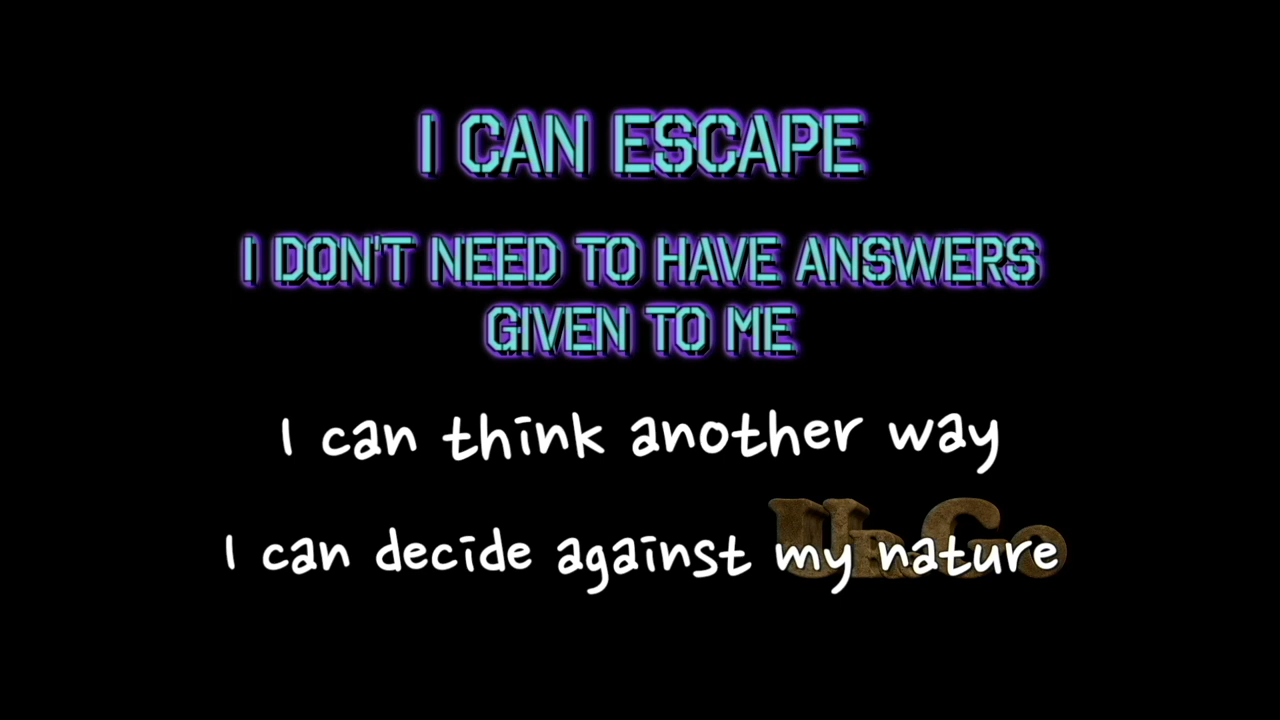 I CAN ESCAPE
I DON'T NEED TO HAVE ANSWERS
GIVEN TO ME
I can think another way
I can decide against my nature
UrGo